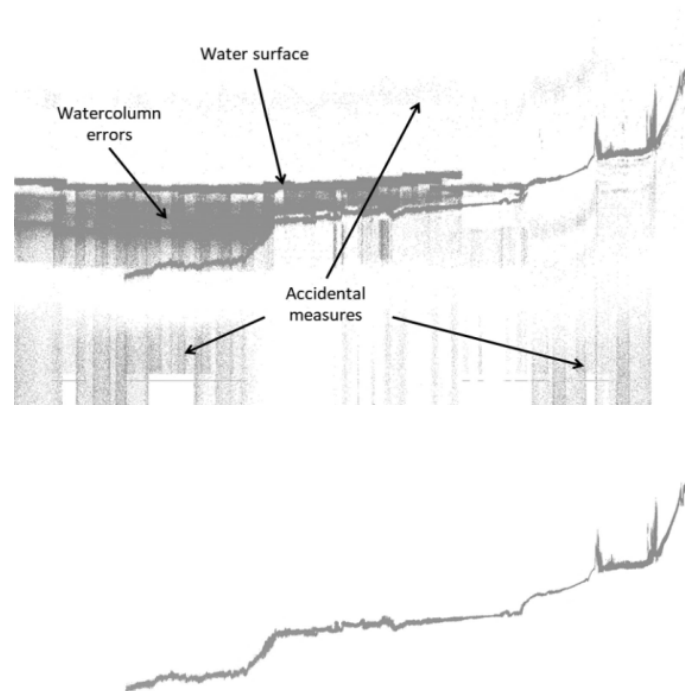 Water surface
Watercolumn
errors
Accidental
measures